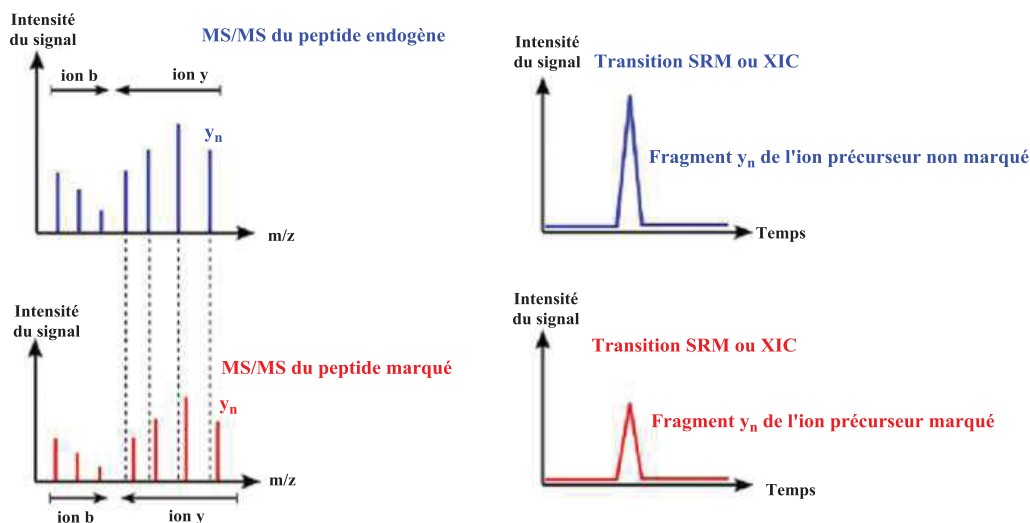 Intensité
du signal
MS/MS du peptide endogène
ion b
ion y
yn
m/z
Intensité
du signal
Transition SRM ou XIC
Fragment yn de l'ion précurseur non marqué
Temps
Intensité
du signal
MS/MS du peptide marqué
yn
m/z
ion b
ion y
Intensité
du signal
Transition SRM ou XIC
Fragment yn de l'ion précurseur marqué
Temps